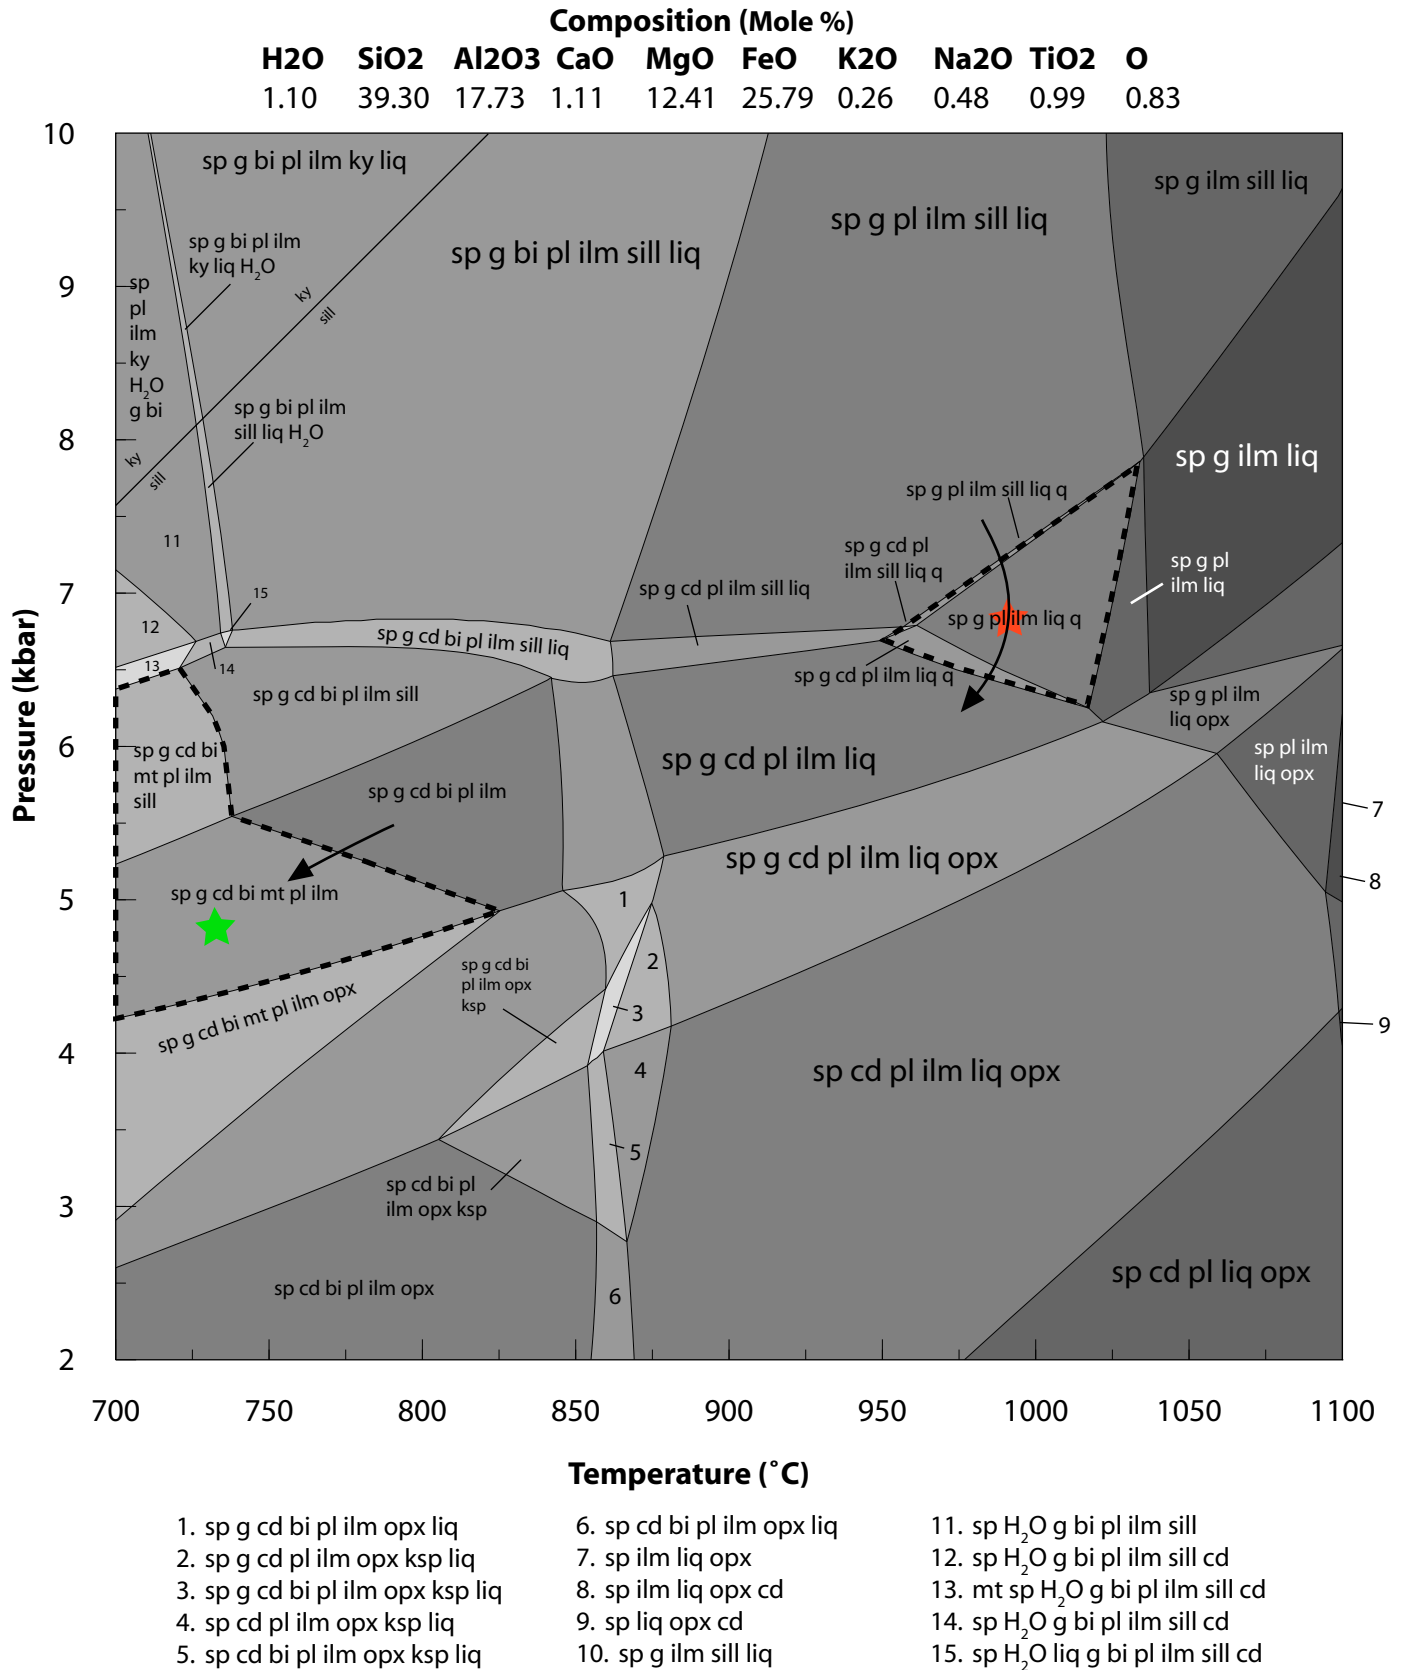 Composition (Mole %)
H2O SiO2 Al2O3 CaO MgO FeO K2O Na2O TiO2 O
1.10 39.30 17.73 1.11 12.41 25.79 0.26 0.48 0.99 0.83
10
sp g bi pl ilm ky liq
sp g ilm sill liq
sp g pl ilm sill liq
sp g bi pl ilm
ky liq H2O
sp g bi pl ilm sill liq
9
sp
pl
ilm
ky
H2O
g bi
ky
sill
sp g bi pl ilm
sill liq H2O
8
ky
sill
sp g ilm liq
sp g pl ilm sill liq q
11
sp g cd pl
ilm sill liq q
sp g pl
ilm liq
7
15
sp g cd pl ilm sill liq
12
sp g pl ilm liq q
sp g cd bi pl ilm sill liq
13
14
sp g cd pl ilm liq q
sp g cd bi pl ilm sill
sp g pl ilm
liq opx
6
sp g cd bi
mt pl ilm
sill
sp g cd pl ilm liq
sp pl ilm
liq opx
sp g cd bi pl ilm
7
sp g cd pl ilm liq opx
8
5
sp g cd bi mt pl ilm
1
2
sp g cd bi
pl ilm opx
ksp
sp g cd bi mt pl ilm opx
3
9
4
4
sp cd pl ilm liq opx
5
3
sp cd bi pl
ilm opx ksp
sp cd pl liq opx
sp cd bi pl ilm opx
6
2
Pressure (kbar)
700 750 800 850 900 950 1000 1050 1100
Temperature (˚C)
1. sp g cd bi pl ilm opx liq
2. sp g cd pl ilm opx ksp liq
3. sp g cd bi pl ilm opx ksp liq
4. sp cd pl ilm opx ksp liq
5. sp cd bi pl ilm opx ksp liq
6. sp cd bi pl ilm opx liq
7. sp ilm liq opx
8. sp ilm liq opx cd
9. sp liq opx cd
10. sp g ilm sill liq
11. sp H2O g bi pl ilm sill
12. sp H2O g bi pl ilm sill cd
13. mt sp H2O g bi pl ilm sill cd
14. sp H2O g bi pl ilm sill cd
15. sp H2O liq g bi pl ilm sill cd